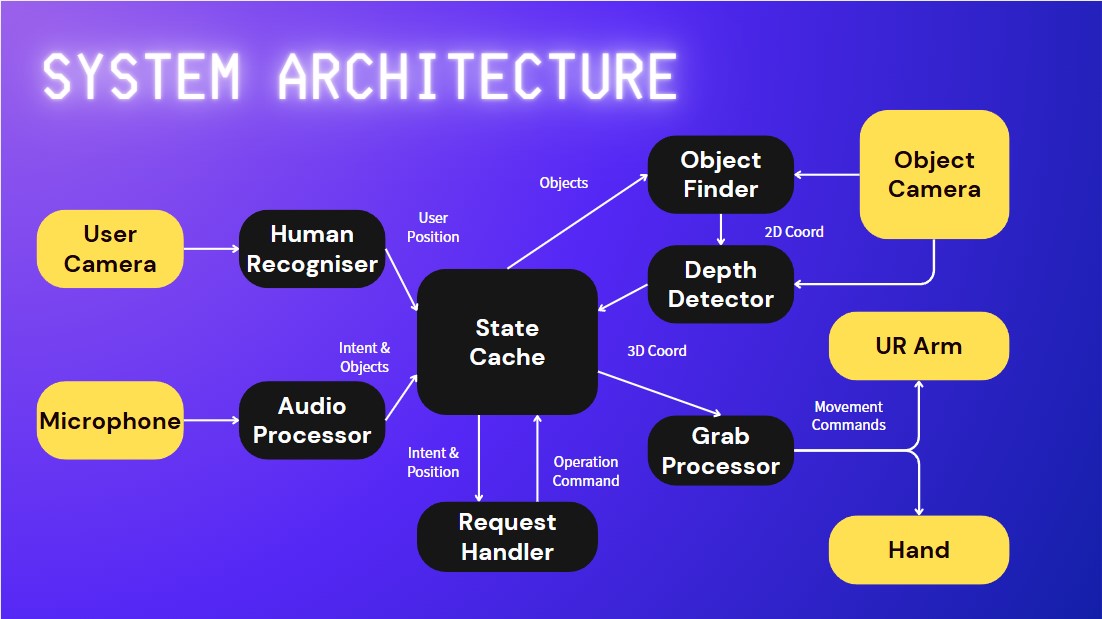 SYSTEM ARCHITECTURE
Object
Finder
Object
Camera
Objects
User
Camera
Human
Recogniser
User
Position
2D Coord
Depth
Detector
State
Cache
UR Arm
Intent &
Objects
3D Coord
Microphone
Audio
Processor
Movement
Commands
Grab
Processor
Intent &
Position
Operation
Command
Request
Handler
Hand